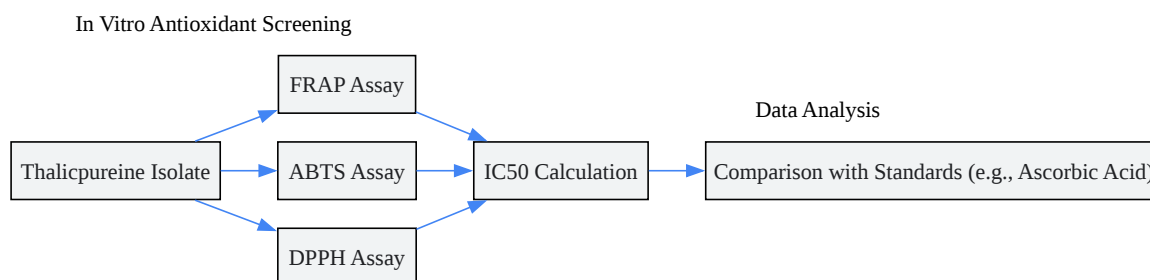 In Vitro Antioxidant Screening
FRAP Assay
Data Analysis
Thalicpureine Isolate
ABTS Assay
IC50 Calculation
Comparison with Standards (e.g., Ascorbic Acid)
DPPH Assay